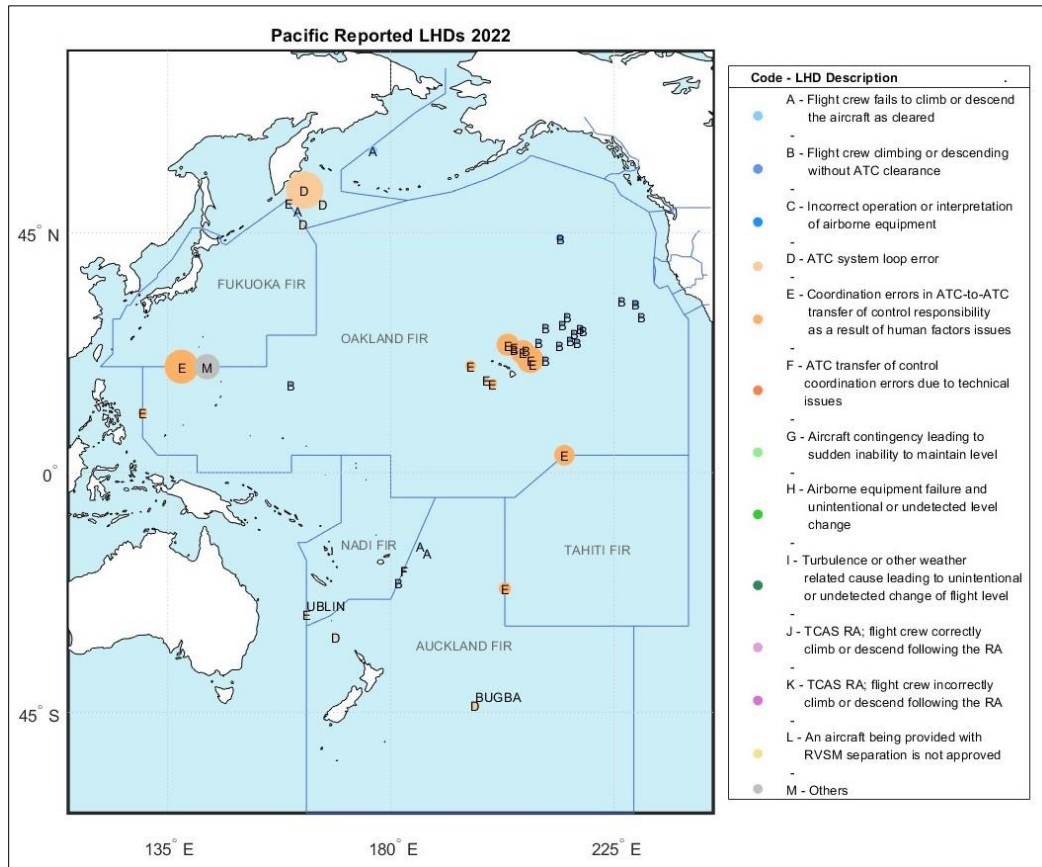 Pacific Reported LHDs 2022
A
D
E
A
D
D
45° N
FUKUOKA FIR
B
OAKLAND FIR
B
B
B
B
B
B
B
B
B
B
B
B
B
E
E
B
E
B
E
E
B
E
M
E
B
E
E
E
0°
E
NADI FIR
TAHITI FIR
A
A
F
B
E
UBLIN
E
D
AUCKLAND FIR
BUGBA
D
45° S
135° E
180° E
225° E
Code - LHD Description .
A - Flight crew fails to climb or descend
the aircraft as cleared
-
B - Flight crew climbing or descending
without ATC clearance
-
C - Incorrect operation or interpretation
of airborne equipment
-
D - ATC system loop error
-
E - Coordination errors in ATC-to-ATC
transfer of control responsibility
as a result of human factors issues
-
F - ATC transfer of control
coordination errors due to technical
issues
-
G - Aircraft contingency leading to
sudden inability to maintain level
-
H - Airborne equipment failure and
unintentional or undetected level
change
-
I - Turbulence or other weather
related cause leading to unintentional
or undetected change of flight level
-
J - TCAS RA; flight crew correctly
climb or descend following the RA
-
K - TCAS RA; flight crew incorrectly
climb or descend following the RA
-
L - An aircraft being provided with
RVSM separation is not approved
-
M - Others